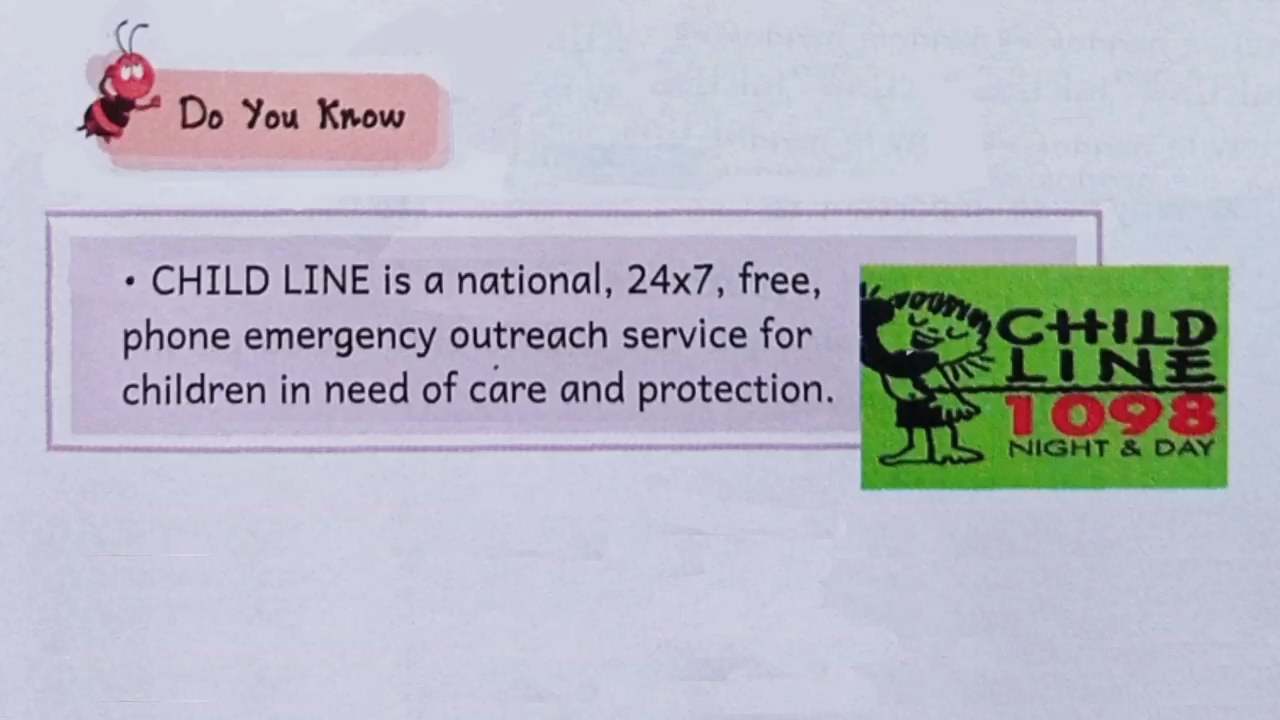 Do You Know
• CHILD LINE is a national, 24x7, free,
phone emergency outreach service for
children in need of care and protection.
CHILD
LINE
1098
NIGHT & DAY